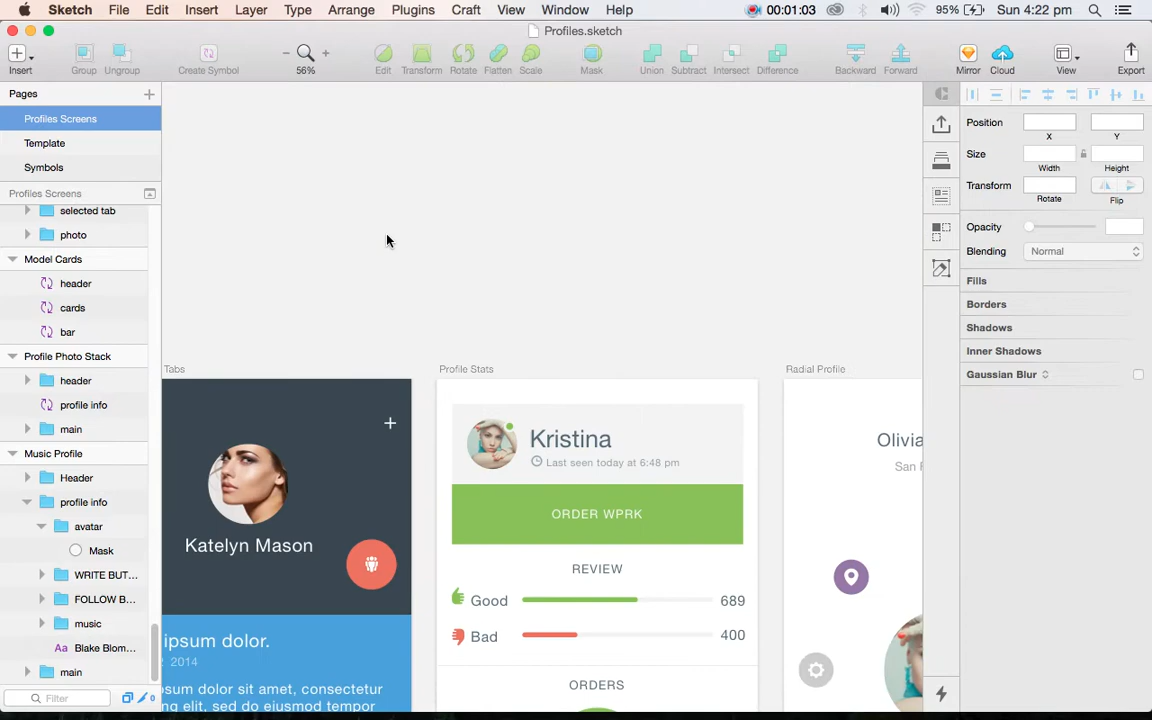 Sketch File Edit Insert Layer Type Arrange Plugins Craft View Window Help 00:01:03 95% Sun 4:22 pm
Profiles.sketch
Insert Group Ungroup Create Symbol 56% Edit Transform Rotate Flatten Scale Mask Union Subtract Intersect Difference Backward Forward Mirror Cloud View Export
Pages
Profiles Screens
Template
Symbols
Profiles Screens
selected tab
photo
Model Cards
header
cards
bar
Profile Photo Stack
header
profile info
main
Music Profile
Header
profile info
avatar
Mask
WRITE BUT...
FOLLOW B...
music
Aa Blake Blom...
main
Filter
0
Tabs
Katelyn Mason
ipsum dolor.
2014
sum dolor sit amet, consectetur
ng elit, sed do eiusmod tempor
Profile Stats
Kristina
Last seen today at 6:48 pm
ORDER WPRK
REVIEW
Good 689
Bad 400
ORDERS
Radial Profile
Olivia
San F
Position
X Y
Size
Width Height
Transform
Rotate Flip
Opacity
Blending Normal
Fills
Borders
Shadows
Inner Shadows
Gaussian Blur